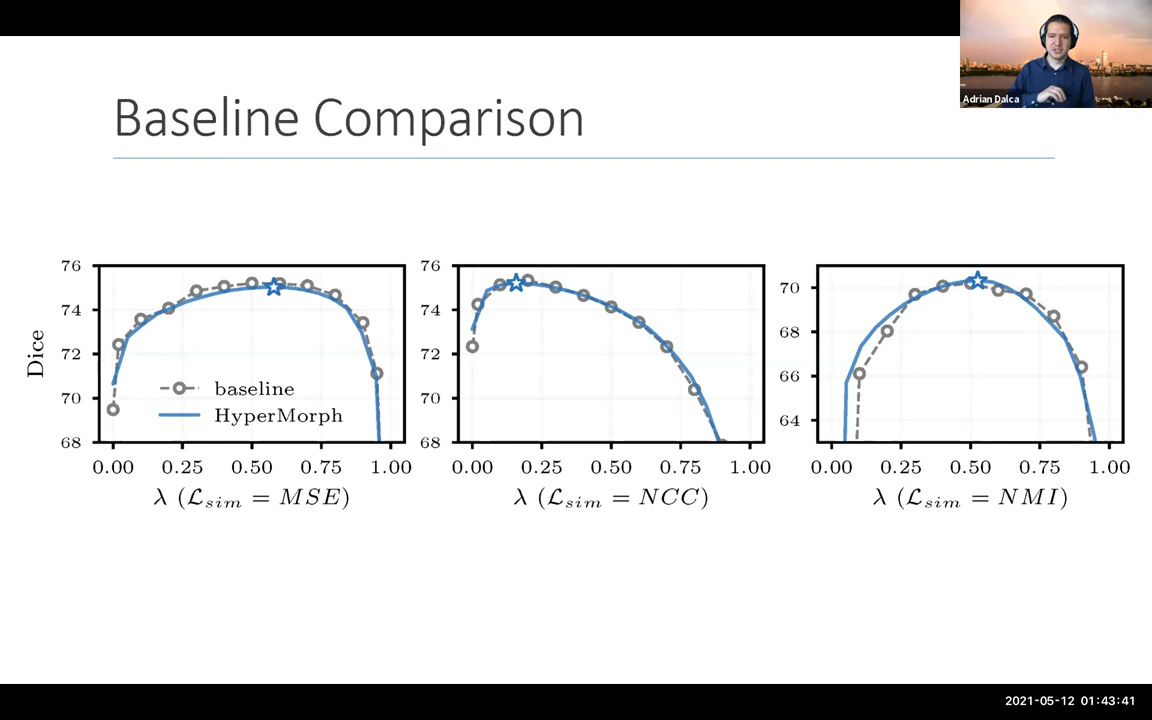 Adrian Dalca
Baseline Comparison
Dice
76
74
72
70
68
baseline
HyperMorph
0.00 0.25 0.50 0.75 1.00
λ (ℒsim = MSE)
76
74
72
70
68
0.00 0.25 0.50 0.75 1.00
λ (ℒsim = NCC)
70
68
66
64
0.00 0.25 0.50 0.75 1.00
λ (ℒsim = NMI)
2021-05-12 01:43:41